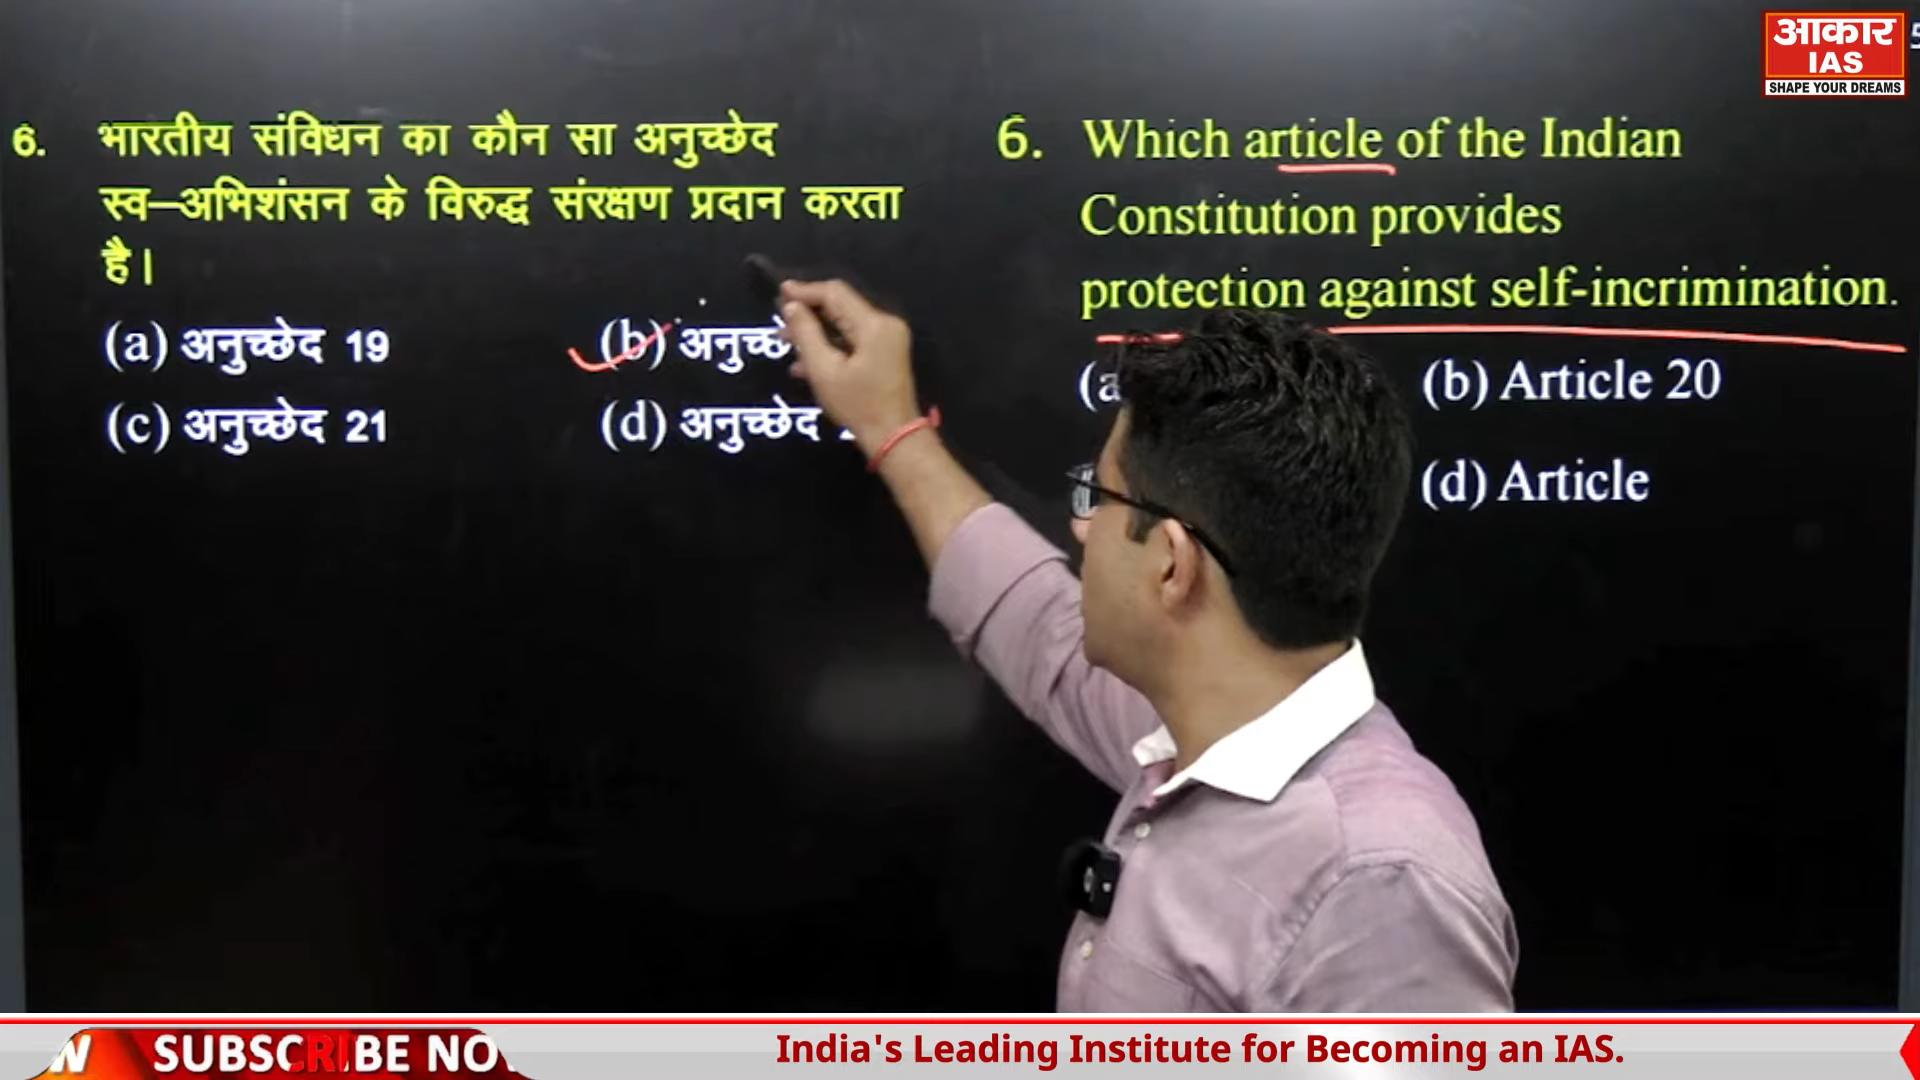 आकार
IAS
SHAPE YOUR DREAMS
6. भारतीय संविधन का कौन सा अनुच्छेद
स्व–अभिशंसन के विरुद्ध संरक्षण प्रदान करता
है।
(a) अनुच्छेद 19
(b)
(c) अनुच्छेद 21
(d) अनुच्छेद
6. Which article of the Indian
Constitution provides
protection against self-incrimination.
(b) Article 20
(d) Article
SUBSCRIBE
India's Leading Institute for Becoming an IAS.